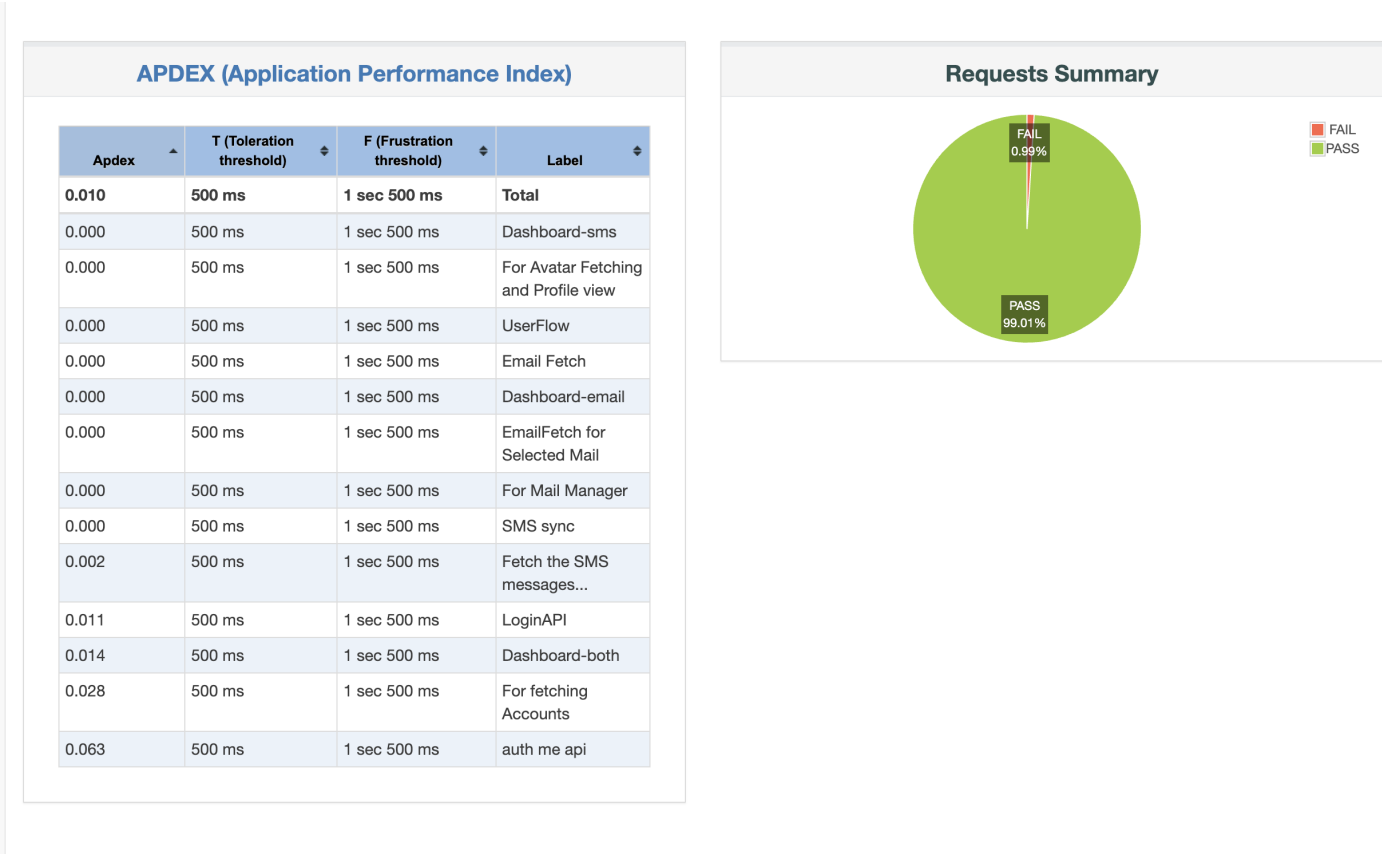 APDEX (Application Performance Index)
Apdex T (Toleration threshold) F (Frustration threshold) Label
0.010 500 ms 1 sec 500 ms Total
0.000 500 ms 1 sec 500 ms Dashboard-sms
0.000 500 ms 1 sec 500 ms For Avatar Fetching and Profile view
0.000 500 ms 1 sec 500 ms UserFlow
0.000 500 ms 1 sec 500 ms Email Fetch
0.000 500 ms 1 sec 500 ms Dashboard-email
0.000 500 ms 1 sec 500 ms EmailFetch for Selected Mail
0.000 500 ms 1 sec 500 ms For Mail Manager
0.000 500 ms 1 sec 500 ms SMS sync
0.002 500 ms 1 sec 500 ms Fetch the SMS messages...
0.011 500 ms 1 sec 500 ms LoginAPI
0.014 500 ms 1 sec 500 ms Dashboard-both
0.028 500 ms 1 sec 500 ms For fetching Accounts
0.063 500 ms 1 sec 500 ms auth me api
Requests Summary
FAIL
0.99%
PASS
99.01%
FAIL
PASS